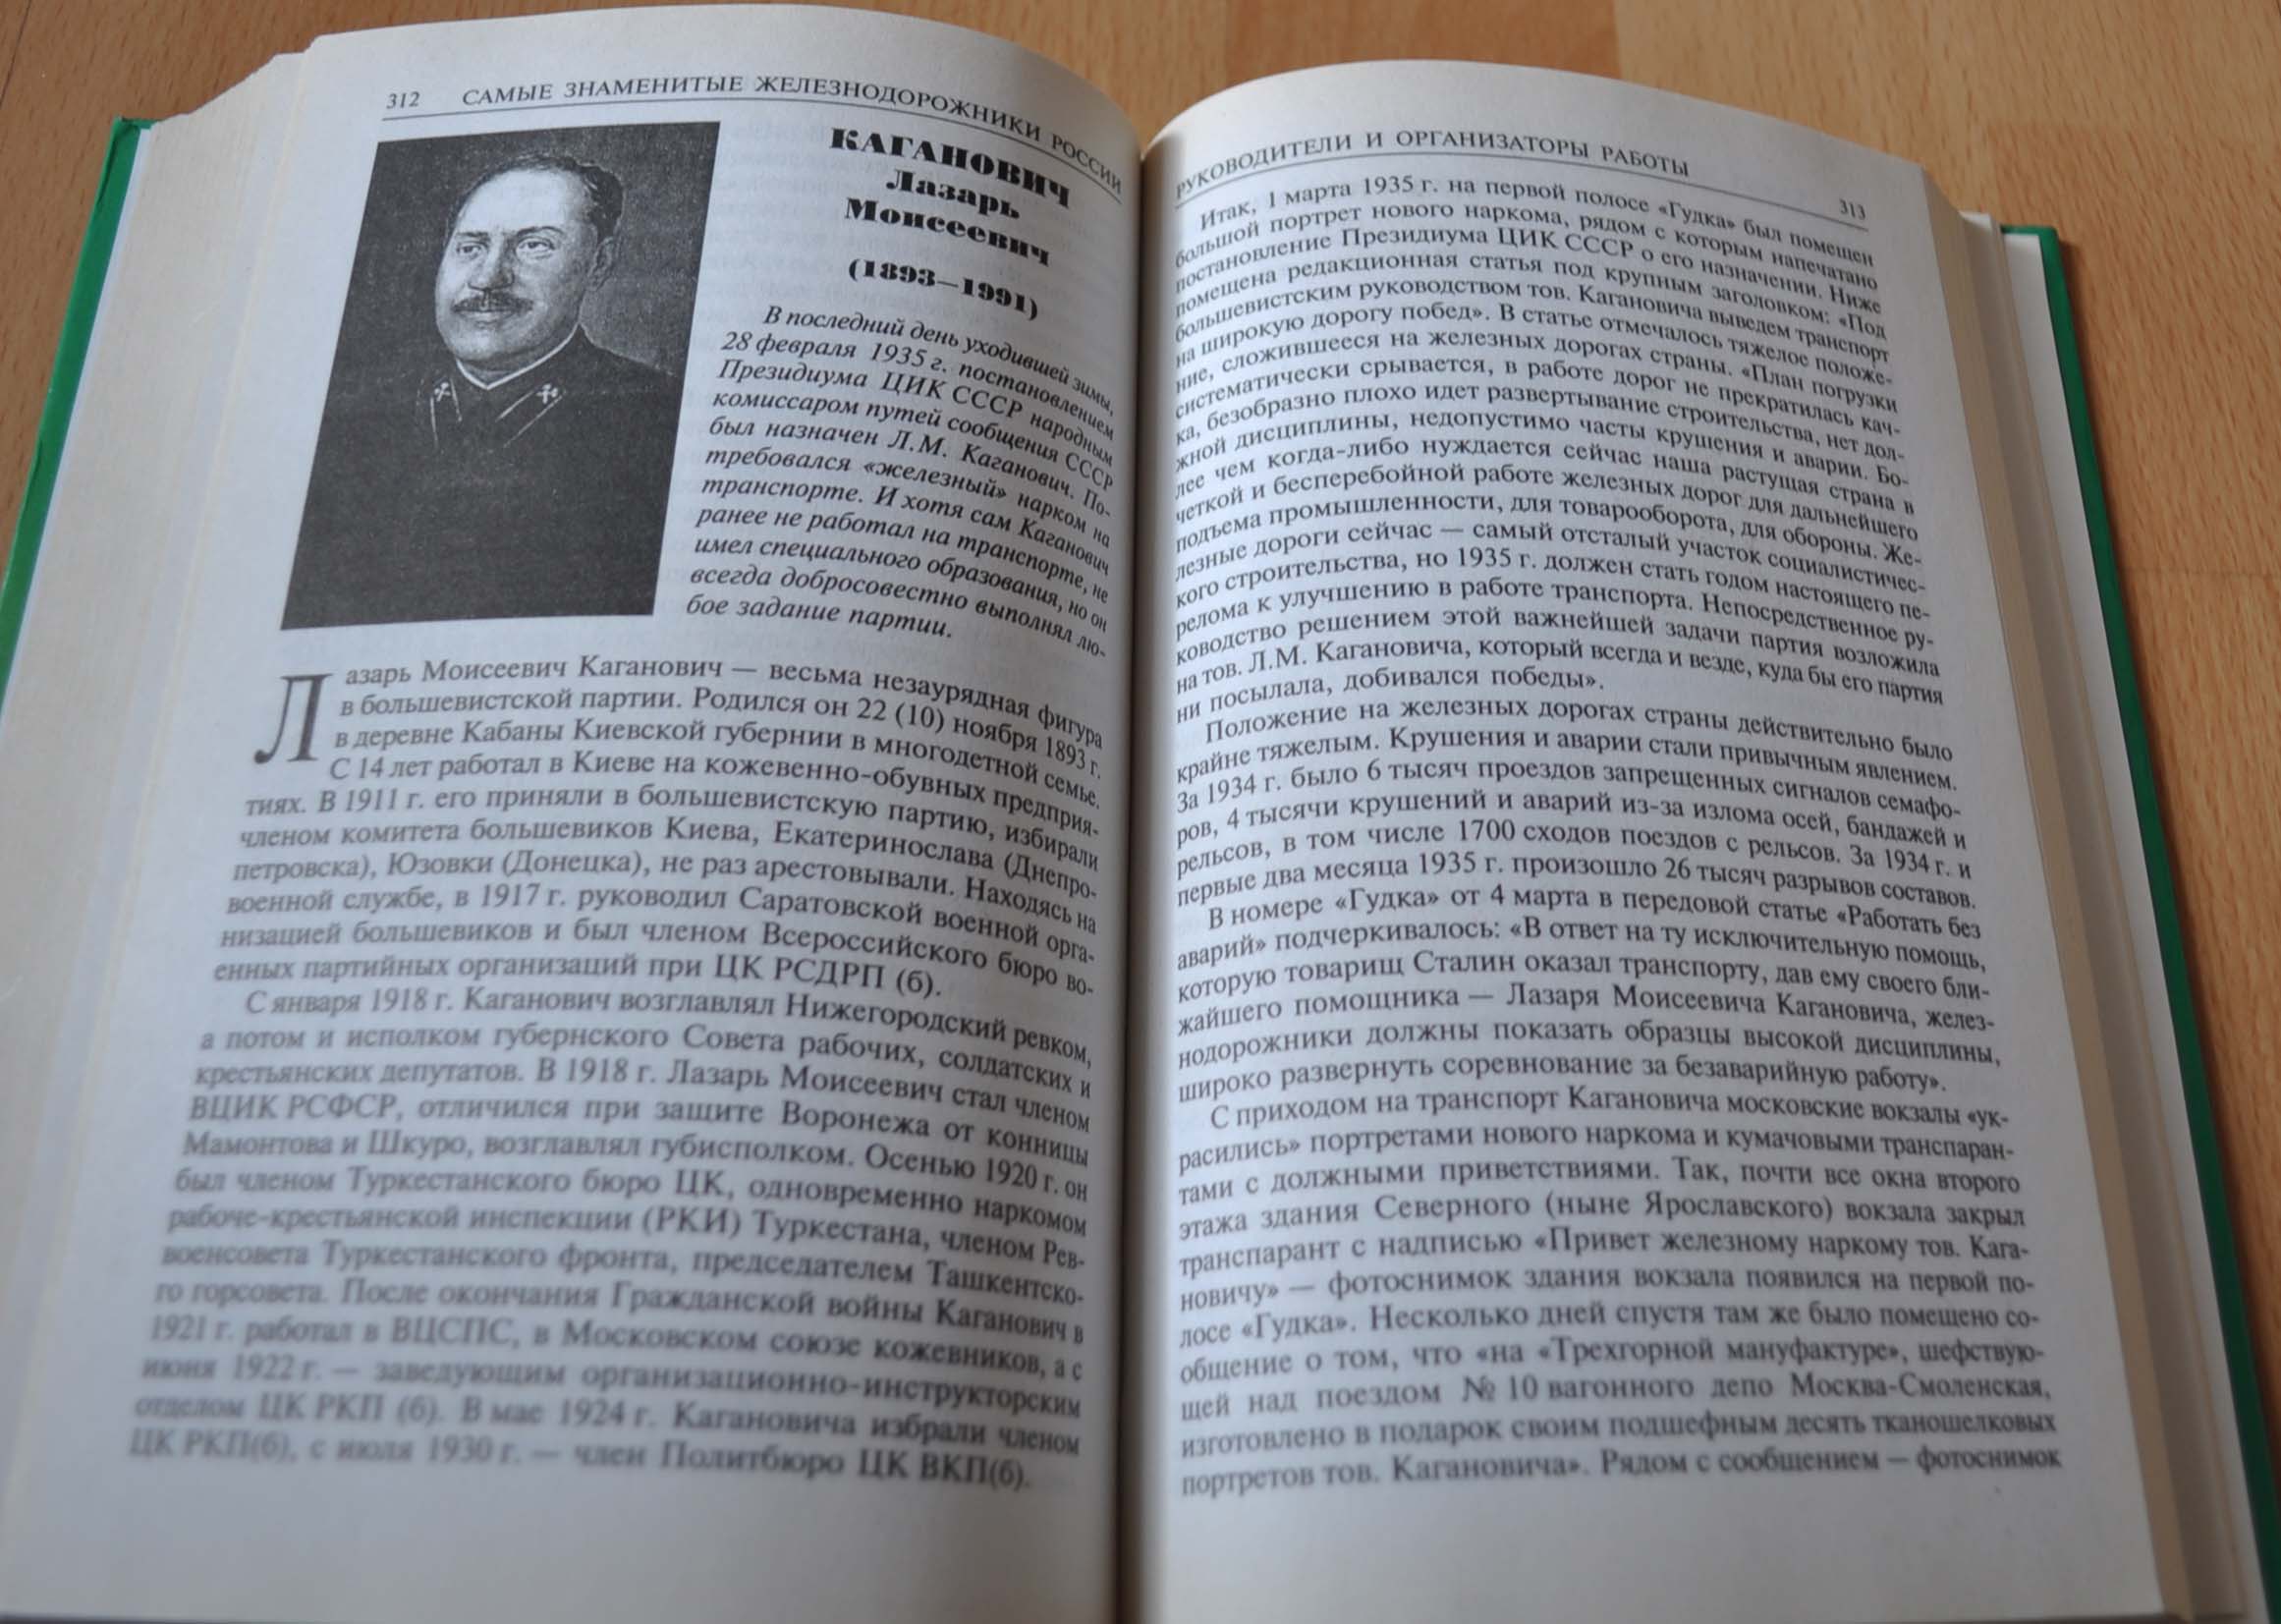 312 САМЫЕ ЗНАМЕНИТЫЕ ЖЕЛЕЗНОДОРОЖНИКИ РОССИИ
КАГАНОВИЧ
Лазарь
Моисеевич
(1893—1991)
В последний день уходившей зимы,
28 февраля 1935 г. постановлением
Президиума ЦИК СССР народным
комиссаром путей сообщения СССР
был назначен Л.М. Каганович. По-
требовался «железный» нарком на
транспорте. И хотя сам Каганович
ранее не работал на транспорте, не
имел специального образования, но он
всегда добросовестно выполнял лю-
бое задание партии.
Лазарь Моисеевич Каганович — весьма незаурядная фигура
в большевистской партии. Родился он 22 (10) ноября 1893 г.
в деревне Кабаны Киевской губернии в многодетной семье.
С 14 лет работал в Киеве на кожевенно-обувных предприя-
тиях. В 1911 г. его приняли в большевистскую партию, избирали
членом комитета большевиков Киева, Екатеринослава (Днепро-
петровска), Юзовки (Донецка), не раз арестовывали. Находясь на
военной службе, в 1917 г. руководил Саратовской военной орга-
низацией большевиков и был членом Всероссийского бюро во-
енных партийных организаций при ЦК РСДРП (б).
С января 1918 г. Каганович возглавлял Нижегородский ревком,
а потом и исполком губернского Совета рабочих, солдатских и
крестьянских депутатов. В 1918 г. Лазарь Моисеевич стал членом
ВЦИК РСФСР, отличился при защите Воронежа от конницы
Мамонтова и Шкуро, возглавлял губисполком. Осенью 1920 г. он
был членом Туркестанского бюро ЦК, одновременно наркомом
рабоче-крестьянской инспекции (РКИ) Туркестана, членом Рев-
военсовета Туркестанского фронта, председателем Ташкентско-
го горсовета. После окончания Гражданской войны Каганович в
1921 г. работал в ВЦСПС, в Московском союзе кожевников, а с
июня 1922 г. — заведующим организационно-инструкторским
отделом ЦК РКП (б). В мае 1924 г. Кагановича избрали членом
ЦК РКП(б), с июля 1930 г. — член Политбюро ЦК ВКП(б).
РУКОВОДИТЕЛИ И ОРГАНИЗАТОРЫ РАБОТЫ 313
Итак, 1 марта 1935 г. на первой полосе «Гудка» был помещен
большой портрет нового наркома, рядом с которым напечатано
постановление Президиума ЦИК СССР о его назначении. Ниже
помещена редакционная статья под крупным заголовком: «Под
большевистским руководством тов. Кагановича выведем транспорт
на широкую дорогу побед». В статье отмечалось тяжелое положе-
ние, сложившееся на железных дорогах страны. «План погрузки
систематически срывается, в работе дорог не прекратилась кач-
ка, безобразно плохо идет развертывание строительства, нет дол-
жной дисциплины, недопустимо часты крушения и аварии. Бо-
лее чем когда-либо нуждается сейчас наша растущая страна в
четкой и бесперебойной работе железных дорог для дальнейшего
подъема промышленности, для товарооборота, для обороны. Же-
лезные дороги сейчас — самый отсталый участок социалистичес-
кого строительства, но 1935 г. должен стать годом настоящего пе-
релома к улучшению в работе транспорта. Непосредственное ру-
ководство решением этой важнейшей задачи партия возложила
на тов. Л.М. Кагановича, который всегда и везде, куда бы его партия
ни посылала, добивался победы».
Положение на железных дорогах страны действительно было
крайне тяжелым. Крушения и аварии стали привычным явлением.
За 1934 г. было 6 тысяч проездов запрещенных сигналов семафо-
ров, 4 тысячи крушений и аварий из-за излома осей, бандажей и
рельсов, в том числе 1700 сходов поездов с рельсов. За 1934 г. и
первые два месяца 1935 г. произошло 26 тысяч разрывов составов.
В номере «Гудка» от 4 марта в передовой статье «Работать без
аварий» подчеркивалось: «В ответ на ту исключительную помощь,
которую товарищ Сталин оказал транспорту, дав ему своего бли-
жайшего помощника — Лазаря Моисеевича Кагановича, желез-
нодорожники должны показать образцы высокой дисциплины,
широко развернуть соревнование за безаварийную работу».
С приходом на транспорт Кагановича московские вокзалы «ук-
расились» портретами нового наркома и кумачовыми транспаран-
тами с должными приветствиями. Так, почти все окна второго
этажа здания Северного (ныне Ярославского) вокзала закрыл
транспарант с надписью «Привет железному наркому тов. Кага-
новичу» — фотоснимок здания вокзала появился на первой по-
лосе «Гудка». Несколько дней спустя там же было помещено со-
общение о том, что «на «Трехгорной мануфактуре», шефствую-
щей над поездом № 10 вагонного депо Москва-Смоленская,
изготовлено в подарок своим подшефным десять тканошелковых
портретов тов. Кагановича». Рядом с сообщением — фотоснимок